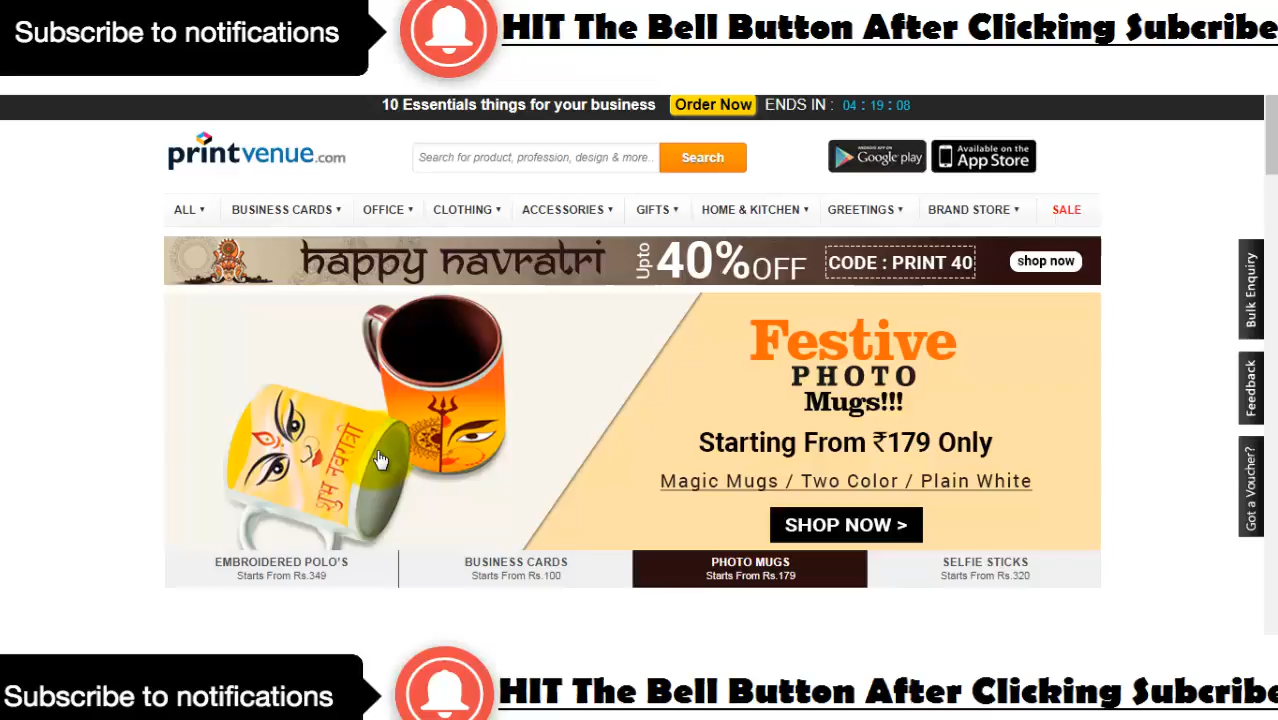 Subscribe to notifications
HIT The Bell Button After Clicking Subcribe
10 Essentials things for your business Order Now ENDS IN : 04 : 19 : 08
printvenue.com
Search for product, profession, design & more..
Search
ANDROID APP ON
Google play
Available on the
App Store
ALL BUSINESS CARDS OFFICE CLOTHING ACCESSORIES GIFTS HOME & KITCHEN GREETINGS BRAND STORE SALE
happy navratri Upto 40% OFF CODE : PRINT 40 shop now
Festive
PHOTO
Mugs!!!
Starting From ₹179 Only
Magic Mugs / Two Color / Plain White
SHOP NOW >
शुभ नवरात्री
EMBROIDERED POLO'S
Starts From Rs.349
BUSINESS CARDS
Starts From Rs.100
PHOTO MUGS
Starts From Rs.179
SELFIE STICKS
Starts From Rs.320
Bulk Enquiry
Feedback
Got a Voucher?
Subscribe to notifications
HIT The Bell Button After Clicking Subcribe